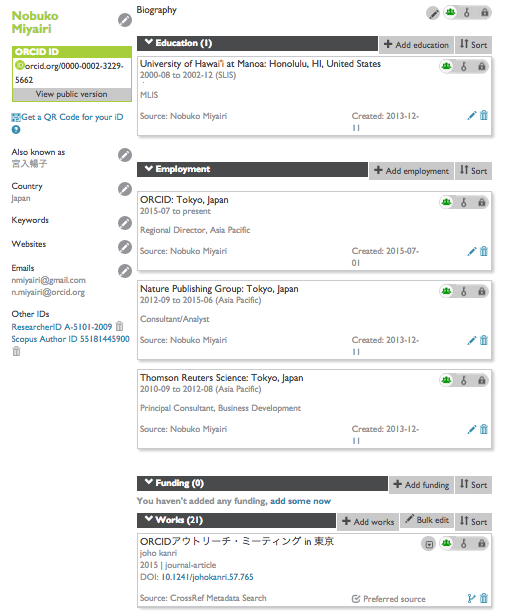 Nobuko
Miyairi
ORCID ID
iD orcid.org/0000-0002-3229-
5662
View public version
Get a QR Code for your iD
?
Also known as
宮入暢子
Country
Japan
Keywords
Websites
Emails
nmiyairi@gmail.com
n.miyairi@orcid.org
Other IDs
ResearcherID A-5101-2009
Scopus Author ID 55181445900
Biography
Education (1)
Add education
Sort
University of Hawai'i at Manoa: Honolulu, HI, United States
2000-08 to 2002-12 (SLIS)
MLIS
Source: Nobuko Miyairi
Created: 2013-12-
11
Employment
Add employment
Sort
ORCID: Tokyo, Japan
2015-07 to present
Regional Director, Asia Pacific
Source: Nobuko Miyairi
Created: 2015-07-
01
Nature Publishing Group: Tokyo, Japan
2012-09 to 2015-06 (Asia Pacific)
Consultant/Analyst
Source: Nobuko Miyairi
Created: 2013-12-
11
Thomson Reuters Science: Tokyo, Japan
2010-09 to 2012-08 (Asia Pacific)
Principal Consultant, Business Development
Source: Nobuko Miyairi
Created: 2013-12-
11
Funding (0)
Add funding
Sort
You haven't added any funding, add some now
Works (21)
Add works
Bulk edit
Sort
ORCIDアウトリーチ・ミーティング in 東京
joho kanri
2015 | journal-article
DOI: 10.1241/johokanri.57.765
Source: CrossRef Metadata Search
Preferred source